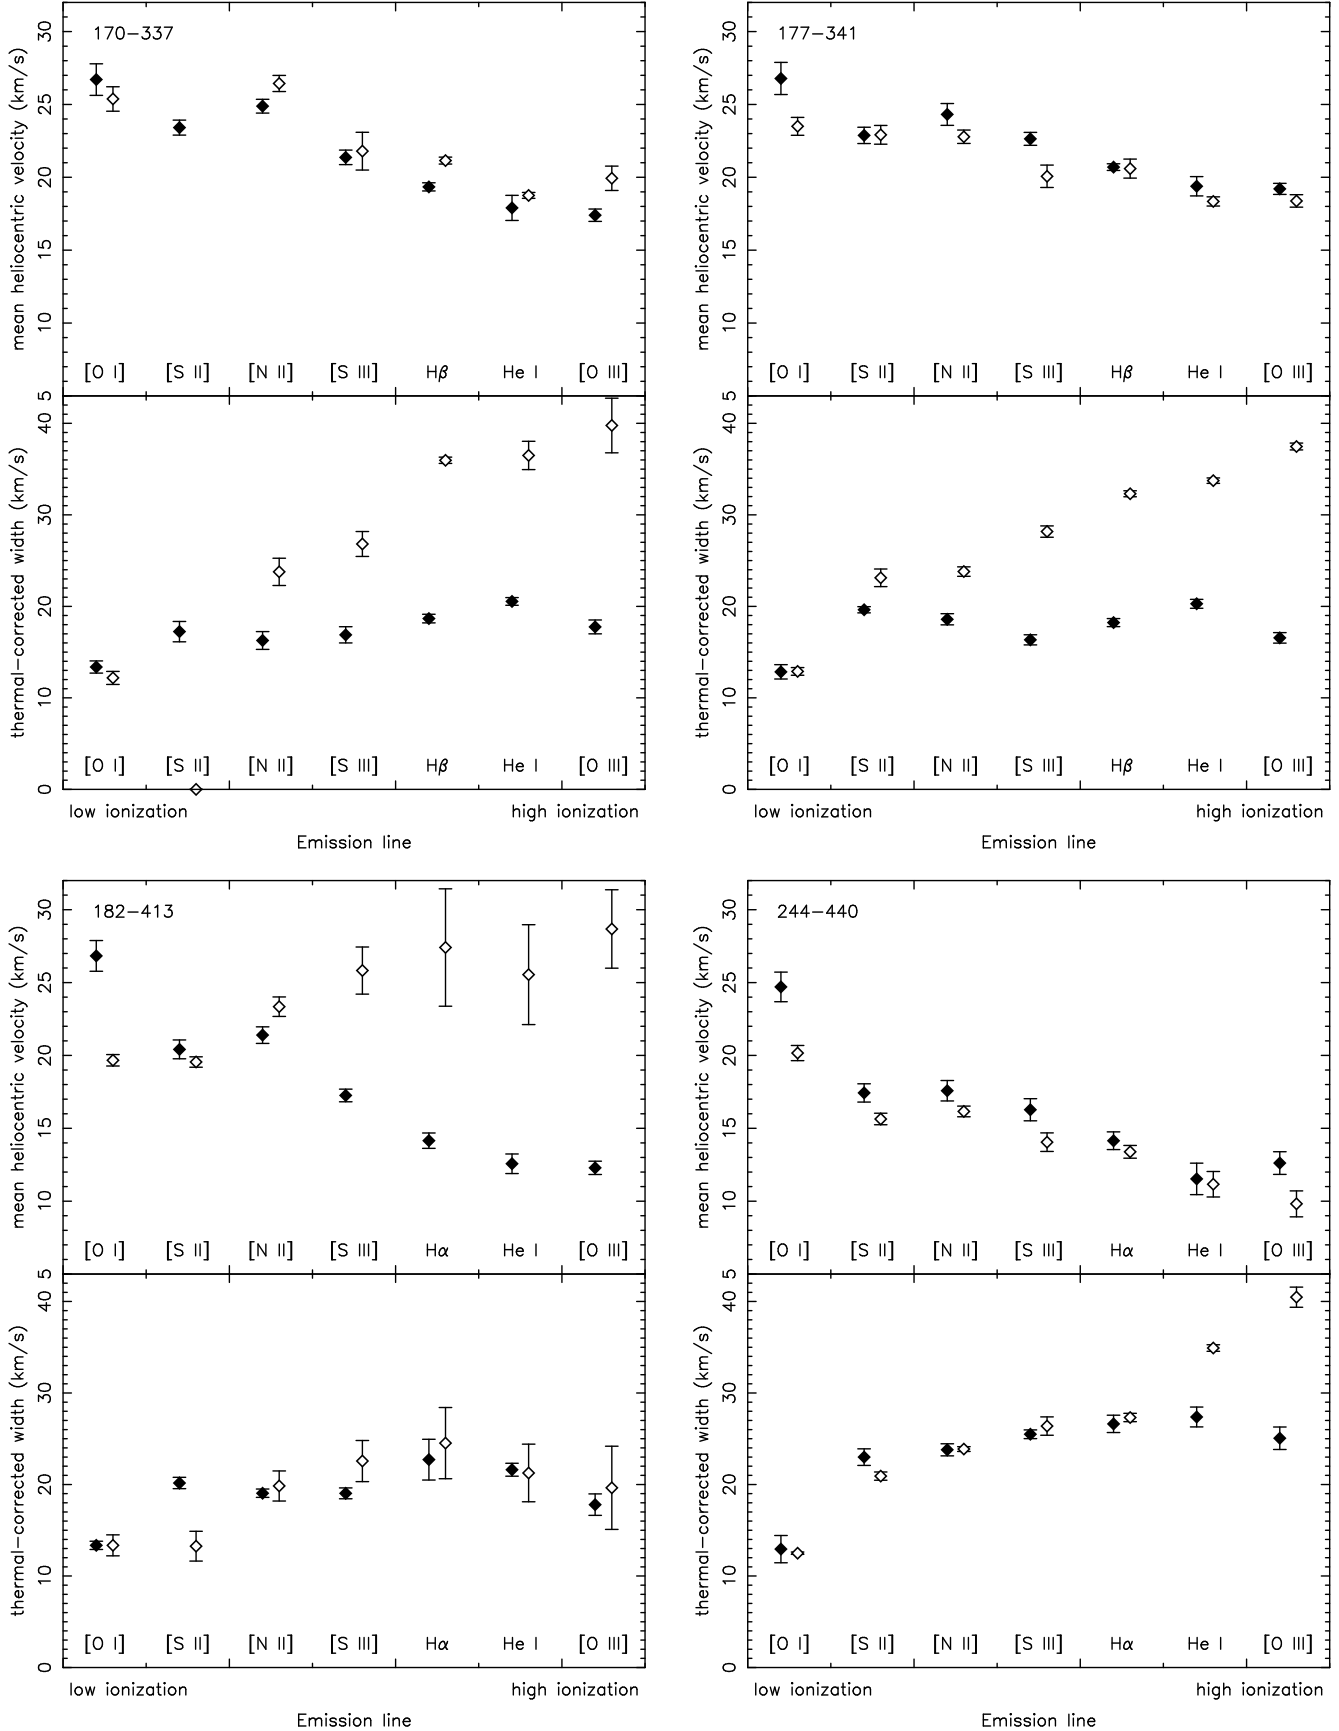 170−337
mean heliocentric velocity (km/s)
30
25
20
15
10
5
[O I] [S II] [N II] [S III] Hβ He I [O III]
thermal−corrected width (km/s)
40
30
20
10
0
[O I] [S II] [N II] [S III] Hβ He I [O III]
low ionization high ionization
Emission line
177−341
mean heliocentric velocity (km/s)
30
25
20
15
10
5
[O I] [S II] [N II] [S III] Hβ He I [O III]
thermal−corrected width (km/s)
40
30
20
10
0
[O I] [S II] [N II] [S III] Hβ He I [O III]
low ionization high ionization
Emission line
182−413
mean heliocentric velocity (km/s)
30
25
20
15
10
5
[O I] [S II] [N II] [S III] Hα He I [O III]
thermal−corrected width (km/s)
40
30
20
10
0
[O I] [S II] [N II] [S III] Hα He I [O III]
low ionization high ionization
Emission line
244−440
mean heliocentric velocity (km/s)
30
25
20
15
10
5
[O I] [S II] [N II] [S III] Hα He I [O III]
thermal−corrected width (km/s)
40
30
20
10
0
[O I] [S II] [N II] [S III] Hα He I [O III]
low ionization high ionization
Emission line